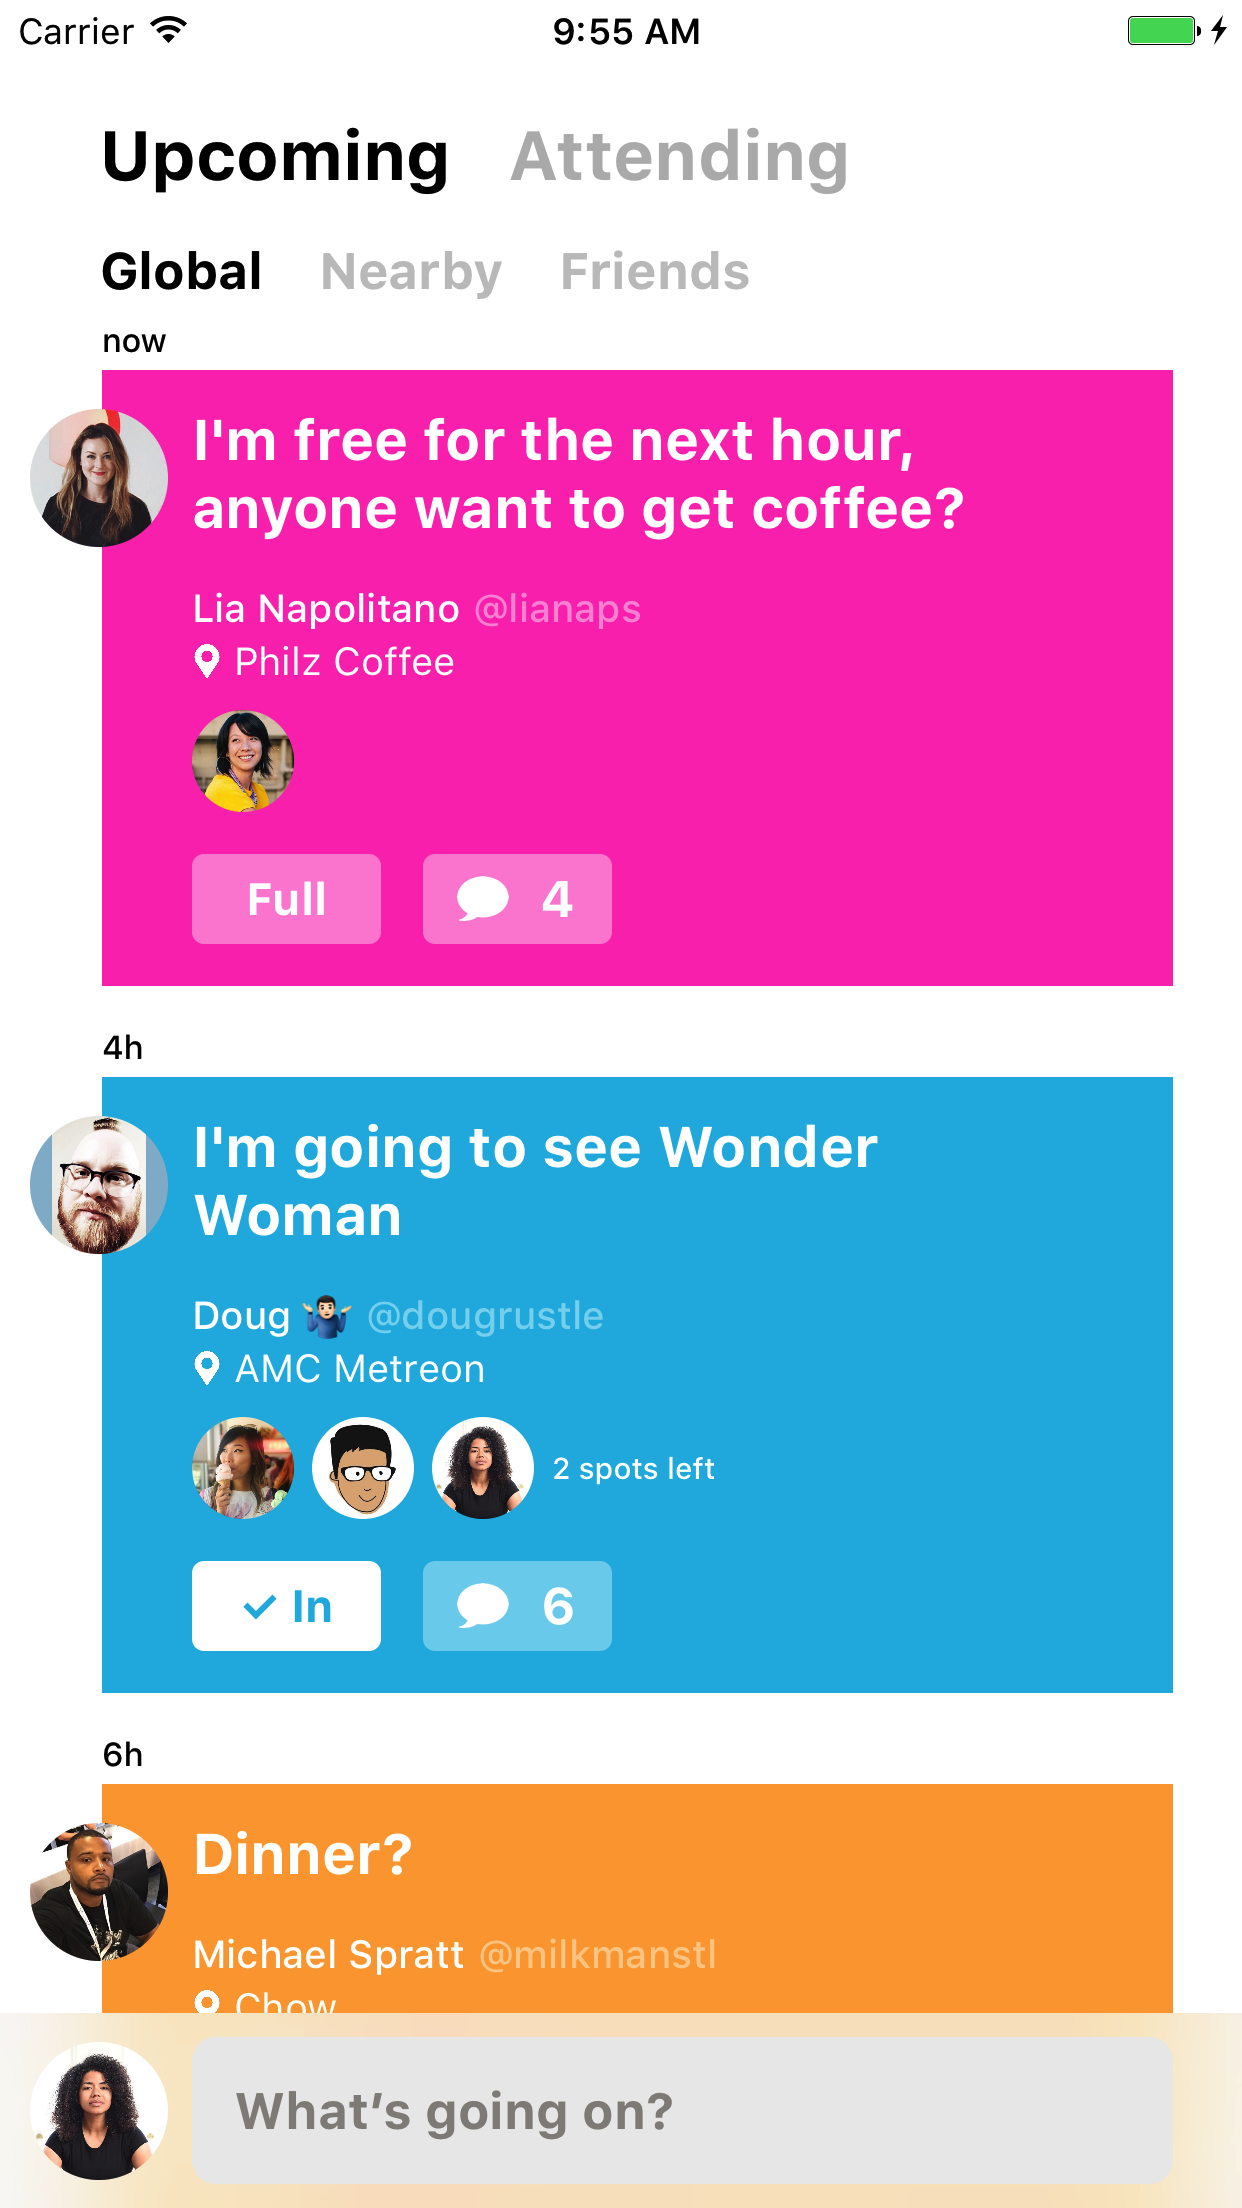 Carrier 9:55 AM
Upcoming Attending
Global Nearby Friends
now
I'm free for the next hour,
anyone want to get coffee?
Lia Napolitano @lianaps
Philz Coffee
Full 4
4h
I'm going to see Wonder
Woman
Doug 🤷🏻‍♂️ @dougrustle
AMC Metreon
2 spots left
✓ In 6
6h
Dinner?
Michael Spratt @milkmanstl
Chow
What’s going on?